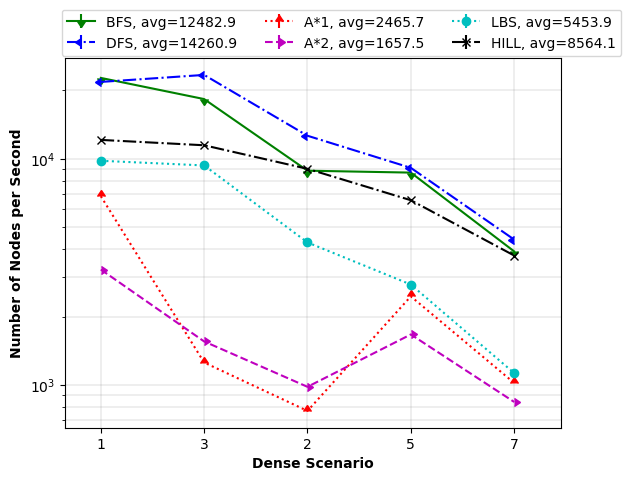 BFS, avg=12482.9 A*1, avg=2465.7 LBS, avg=5453.9
DFS, avg=14260.9 A*2, avg=1657.5 HILL, avg=8564.1
Number of Nodes per Second
10^4
10^3
1 3 2 5 7
Dense Scenario